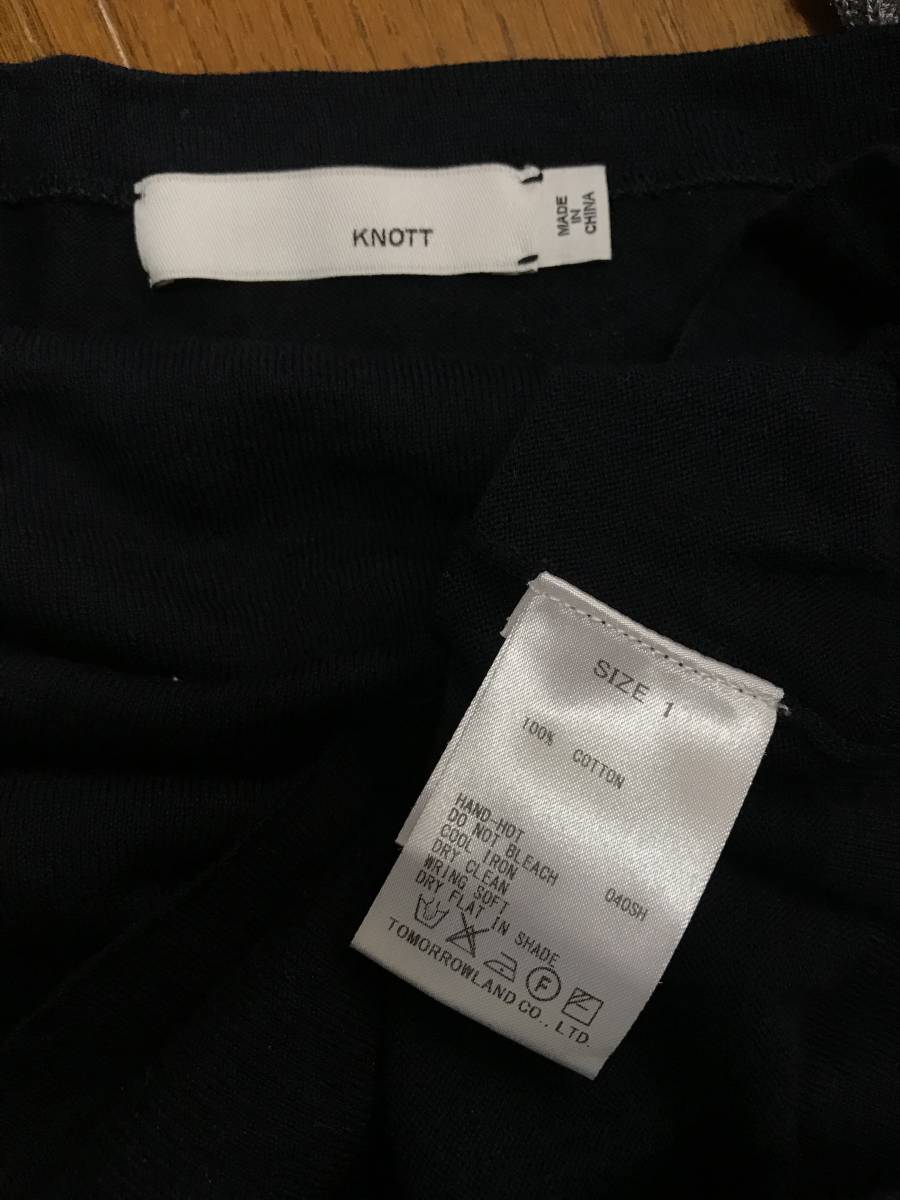 KNOTT
MADE
IN
CHINA
SIZE 1
100% COTTON
HAND-HOT
DO NOT BLEACH
COOL IRON
DRY CLEAN 040SH
WRING SOFT
DRY FLAT IN SHADE
F
TOMORROWLAND CO., LTD.